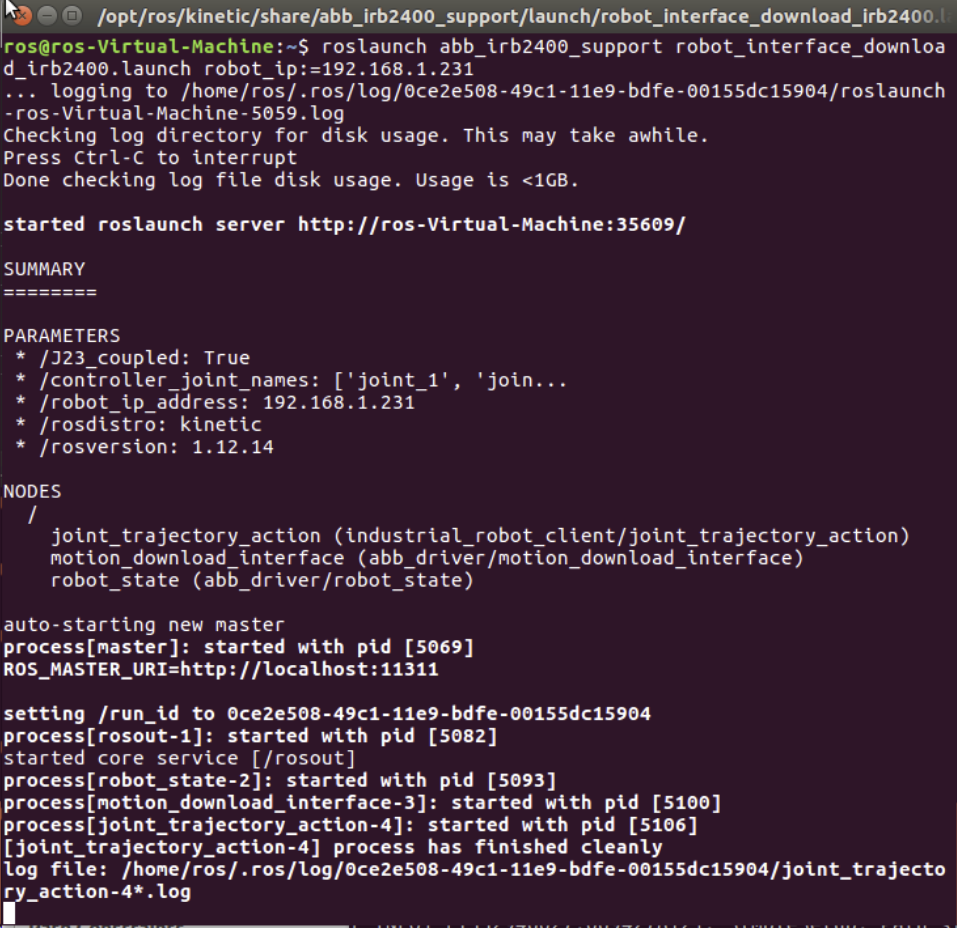 /opt/ros/kinetic/share/abb_irb2400_support/launch/robot_interface_download_irb2400.l
ros@ros-Virtual-Machine:~$ roslaunch abb_irb2400_support robot_interface_downloa
d_irb2400.launch robot_ip:=192.168.1.231
... logging to /home/ros/.ros/log/0ce2e508-49c1-11e9-bdfe-00155dc15904/roslaunch
-ros-Virtual-Machine-5059.log
Checking log directory for disk usage. This may take awhile.
Press Ctrl-C to interrupt
Done checking log file disk usage. Usage is <1GB.
started roslaunch server http://ros-Virtual-Machine:35609/
SUMMARY
========
PARAMETERS
* /J23_coupled: True
* /controller_joint_names: ['joint_1', 'join...
* /robot_ip_address: 192.168.1.231
* /rosdistro: kinetic
* /rosversion: 1.12.14
NODES
/
joint_trajectory_action (industrial_robot_client/joint_trajectory_action)
motion_download_interface (abb_driver/motion_download_interface)
robot_state (abb_driver/robot_state)
auto-starting new master
process[master]: started with pid [5069]
ROS_MASTER_URI=http://localhost:11311
setting /run_id to 0ce2e508-49c1-11e9-bdfe-00155dc15904
process[rosout-1]: started with pid [5082]
started core service [/rosout]
process[robot_state-2]: started with pid [5093]
process[motion_download_interface-3]: started with pid [5100]
process[joint_trajectory_action-4]: started with pid [5106]
[joint_trajectory_action-4] process has finished cleanly
log file: /home/ros/.ros/log/0ce2e508-49c1-11e9-bdfe-00155dc15904/joint_trajecto
ry_action-4*.log